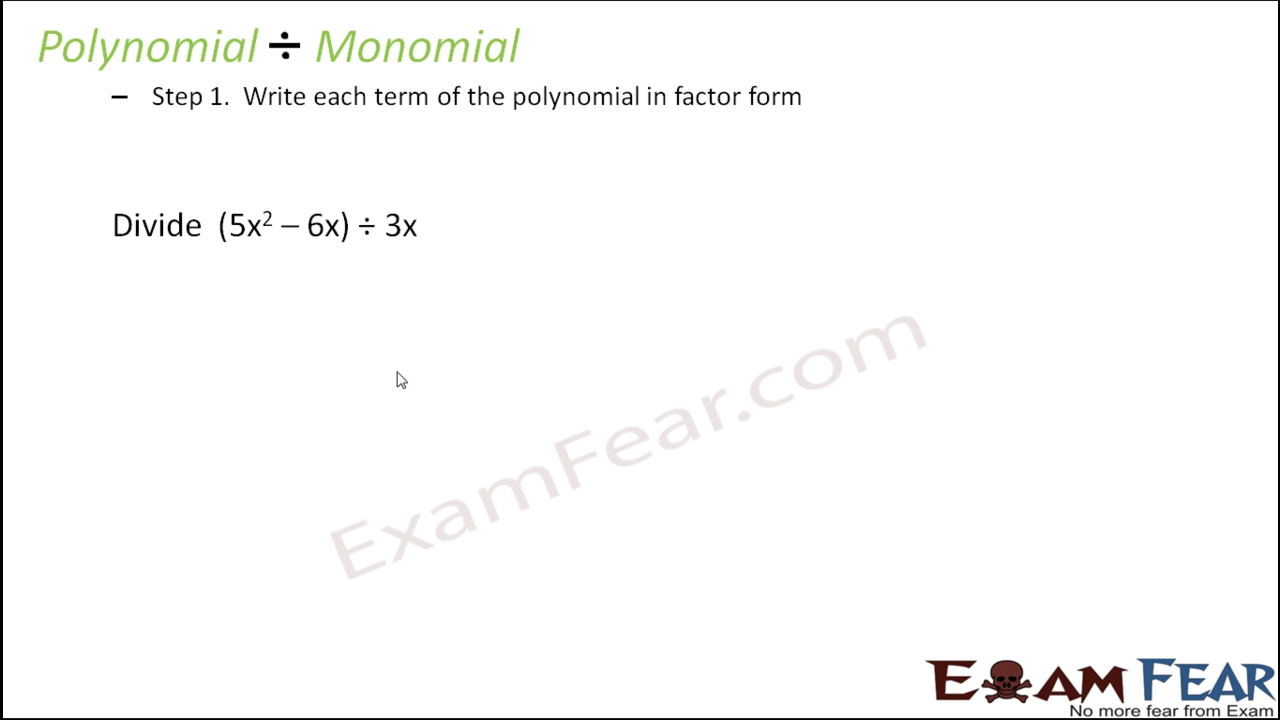 Polynomial ÷ Monomial
– Step 1. Write each term of the polynomial in factor form
Divide (5x² – 6x) ÷ 3x
ExamFear.com
EXAM FEAR
No more fear from Exam